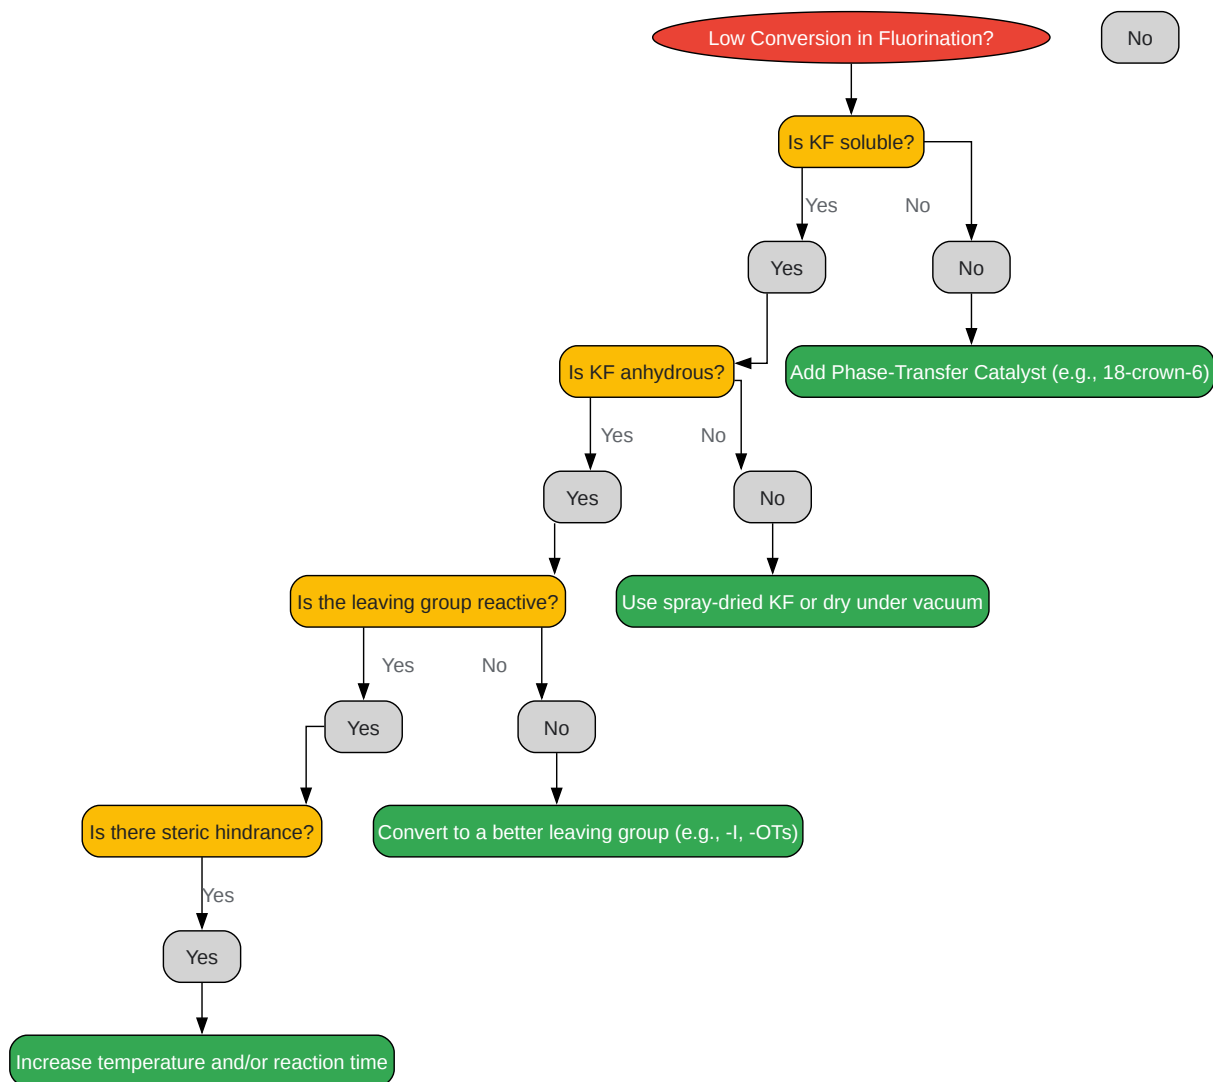 Low Conversion in Fluorination?
No
Is KF soluble?
Yes
No
Yes
No
Is KF anhydrous?
Add Phase-Transfer Catalyst (e.g., 18-crown-6)
Yes
No
Yes
No
Is the leaving group reactive?
Use spray-dried KF or dry under vacuum
Yes
No
Yes
No
Is there steric hindrance?
Convert to a better leaving group (e.g., -I, -OTs)
Yes
Yes
Increase temperature and/or reaction time